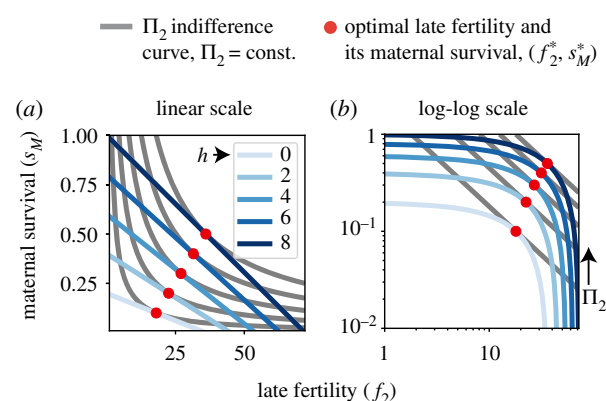 Π₂ indifference
curve, Π₂ = const.
optimal late fertility and
its maternal survival, (f₂*, s_M*)
(a) linear scale
(b) log-log scale
maternal survival (s_M)
1.00
0.75
0.50
0.25
25
50
h
0
2
4
6
8
1
10⁻¹
10⁻²
1
10
Π₂
late fertility (f₂)